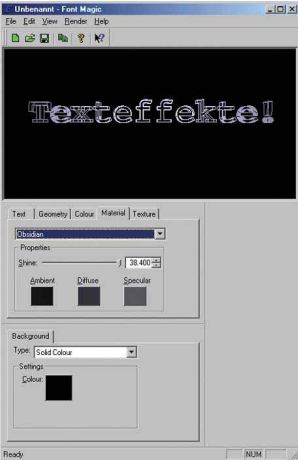 Unbenannt - Font Magic
File Edit View Render Help
Texteffekte!
Text Geometry Colour Material Texture
Obsidian
Properties
Shine: 38.400
Ambient Diffuse Specular
Background
Type: Solid Colour
Settings
Colour:
Ready NUM